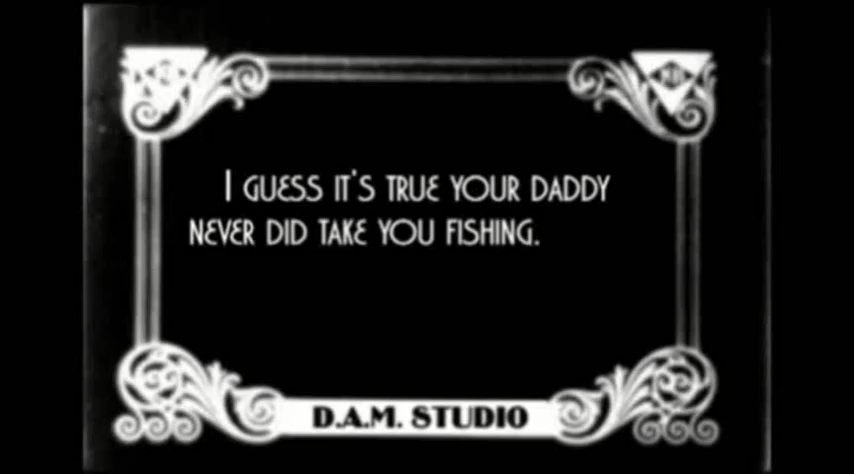 I GUESS IT'S TRUE YOUR DADDY
NEVER DID TAKE YOU FISHING.
D.A.M. STUDIO